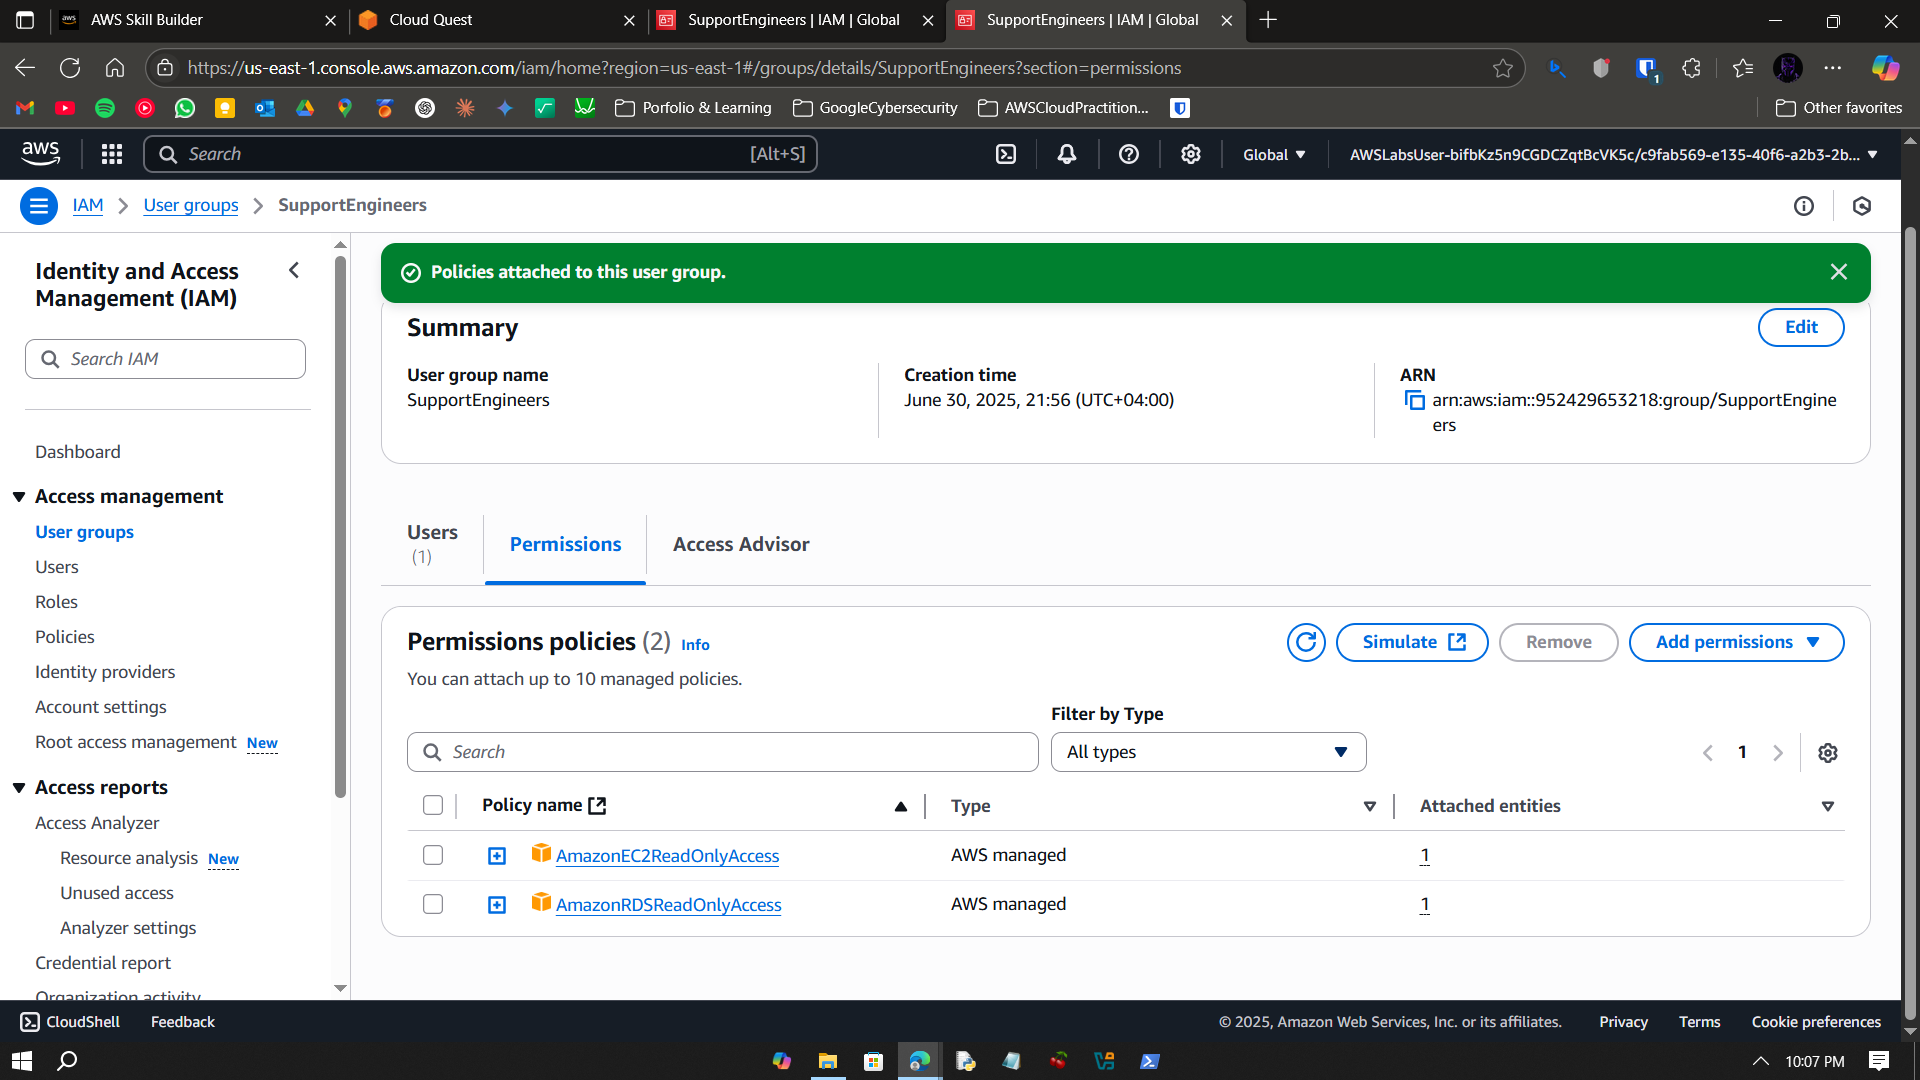 AWS Skill Builder
Cloud Quest
SupportEngineers | IAM | Global
SupportEngineers | IAM | Global
https://us-east-1.console.aws.amazon.com/iam/home?region=us-east-1#/groups/details/SupportEngineers?section=permissions
1
Porfolio & Learning
GoogleCybersecurity
AWSCloudPractition...
Other favorites
aws
Search
[Alt+S]
Global
AWSLabsUser-bifbKz5n9CGDCZqtBcVK5c/c9fab569-e135-40f6-a2b3-2b...
IAM
User groups
SupportEngineers
Identity and Access
Management (IAM)
Search IAM
Dashboard
Access management
User groups
Users
Roles
Policies
Identity providers
Account settings
Root access management New
Access reports
Access Analyzer
Resource analysis New
Unused access
Analyzer settings
Credential report
Organization activity
Policies attached to this user group.
Summary
Edit
User group name
SupportEngineers
Creation time
June 30, 2025, 21:56 (UTC+04:00)
ARN
arn:aws:iam::952429653218:group/SupportEngine
ers
Users
(1)
Permissions
Access Advisor
Permissions policies (2) Info
You can attach up to 10 managed policies.
Simulate
Remove
Add permissions
Filter by Type
Search
All types
1
Policy name
Type
Attached entities
AmazonEC2ReadOnlyAccess
AWS managed
1
AmazonRDSReadOnlyAccess
AWS managed
1
CloudShell
Feedback
© 2025, Amazon Web Services, Inc. or its affiliates.
Privacy
Terms
Cookie preferences
10:07 PM